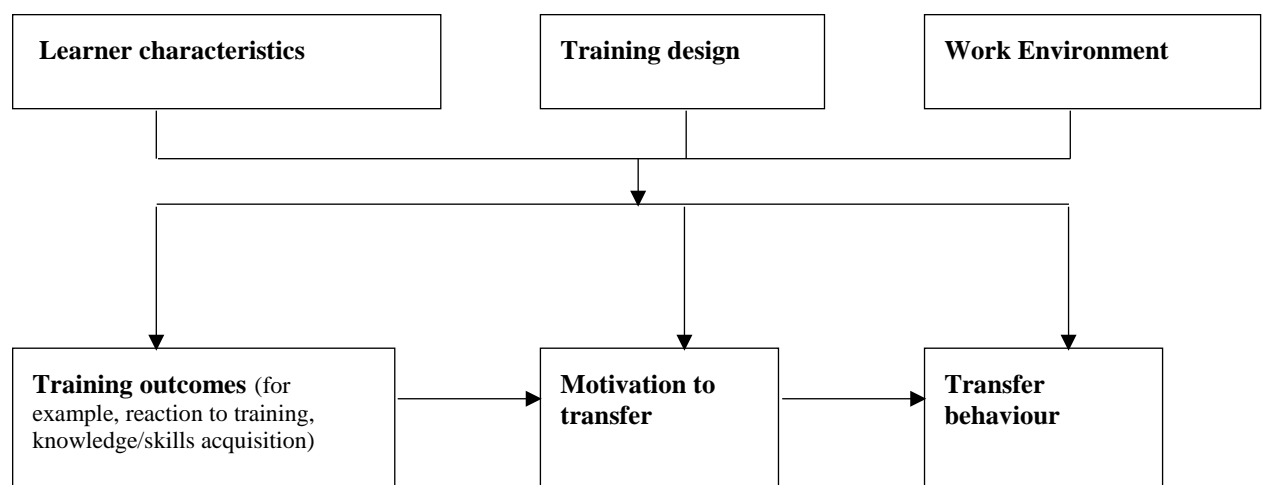 Learner characteristics
Training design
Work Environment
Training outcomes (for
example, reaction to training,
knowledge/skills acquisition)
Motivation to
transfer
Transfer
behaviour